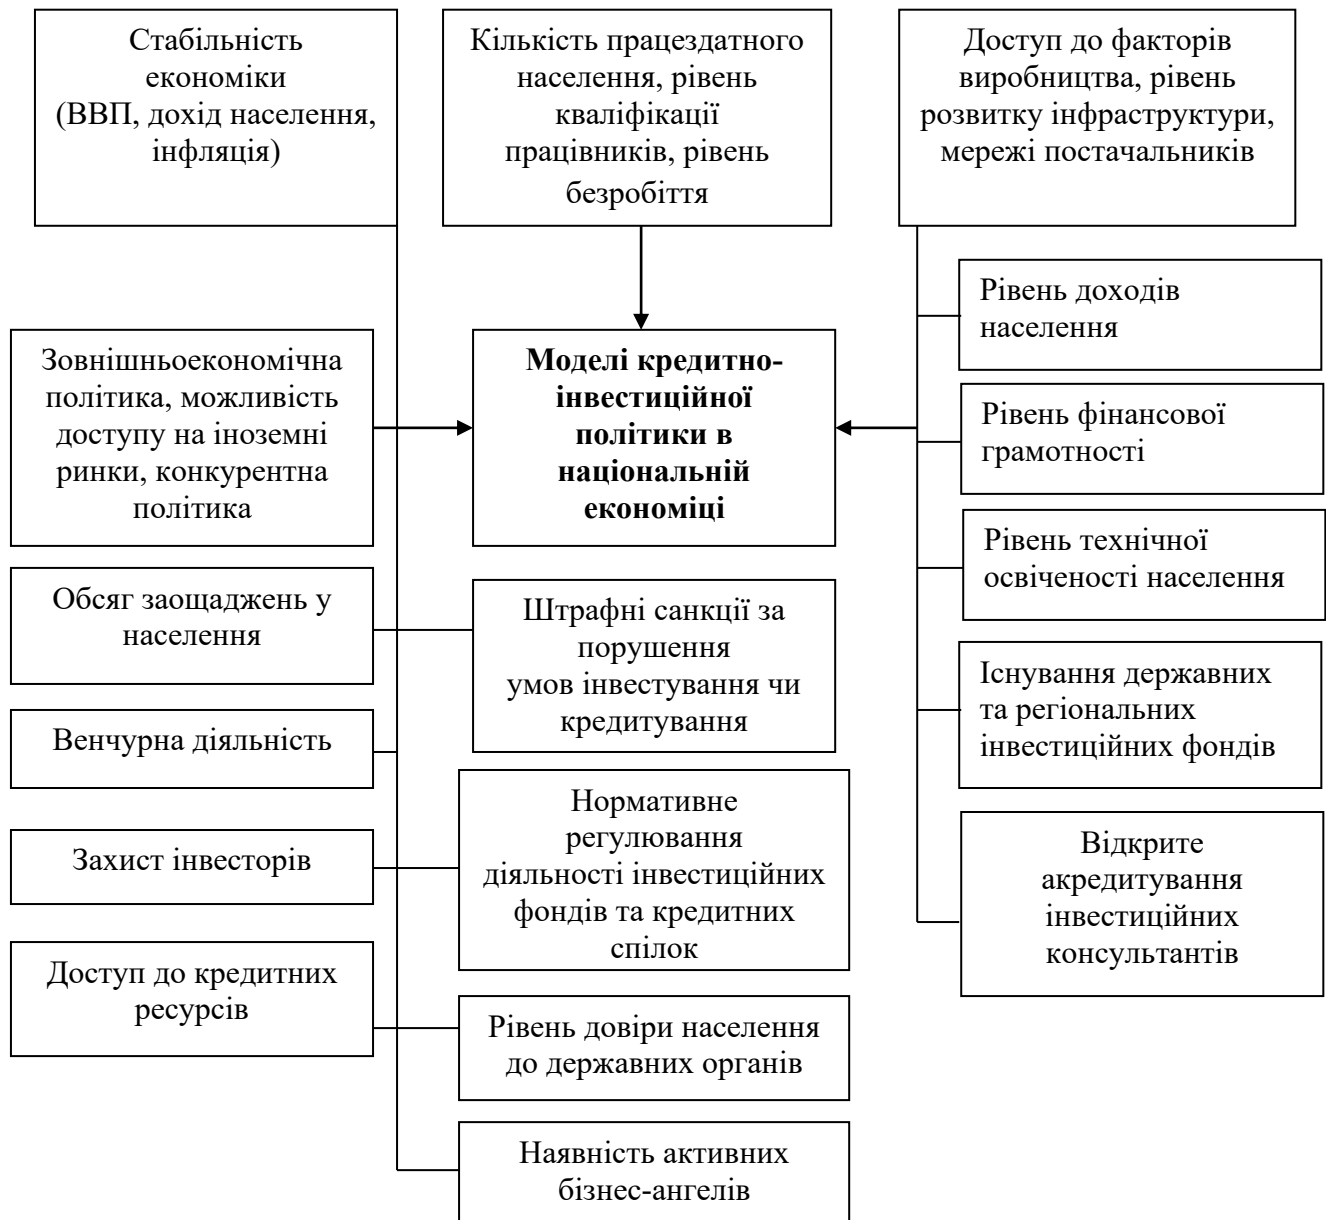 Стабільність
економіки
(ВВП, дохід населення,
інфляція)
Кількість працездатного
населення, рівень
кваліфікації
працівників, рівень
безробіття
Доступ до факторів
виробництва, рівень
розвитку інфраструктури,
мережі постачальників
Зовнішньоекономічна
політика, можливість
доступу на іноземні
ринки, конкурентна
політика
Моделі кредитно-
інвестиційної
політики в
національній
економіці
Рівень доходів
населення
Рівень фінансової
грамотності
Рівень технічної
освіченості населення
Існування державних
та регіональних
інвестиційних фондів
Відкрите
акредитування
інвестиційних
консультантів
Обсяг заощаджень у
населення
Венчурна діяльність
Захист інвесторів
Доступ до кредитних
ресурсів
Штрафні санкції за
порушення
умов інвестування чи
кредитування
Нормативне
регулювання
діяльності інвестиційних
фондів та кредитних
спілок
Рівень довіри населення
до державних органів
Наявність активних
бізнес-ангелів